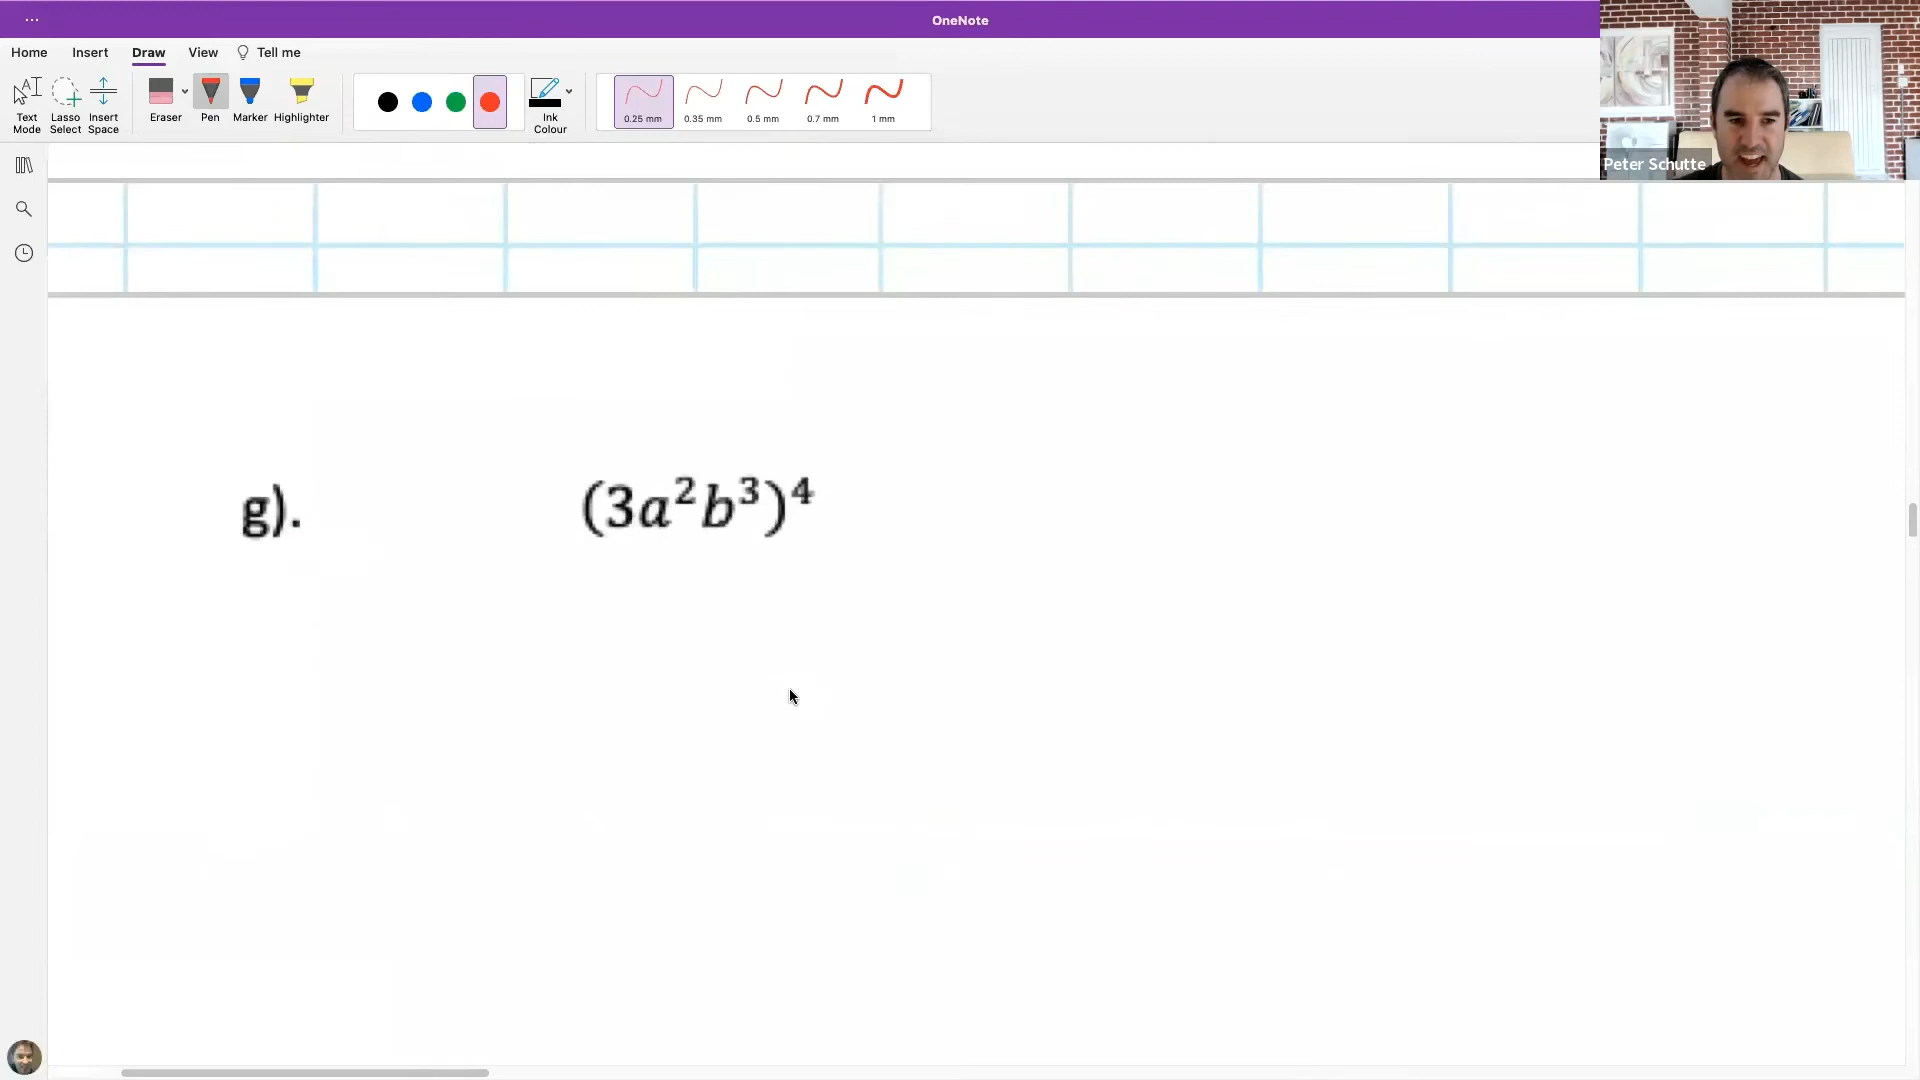 OneNote
Home Insert Draw View Tell me
Text Mode Lasso Select Insert Space Eraser Pen Marker Highlighter Ink Colour 0.25 mm 0.35 mm 0.5 mm 0.7 mm 1 mm
Peter Schutte
g). (3a²b³)⁴